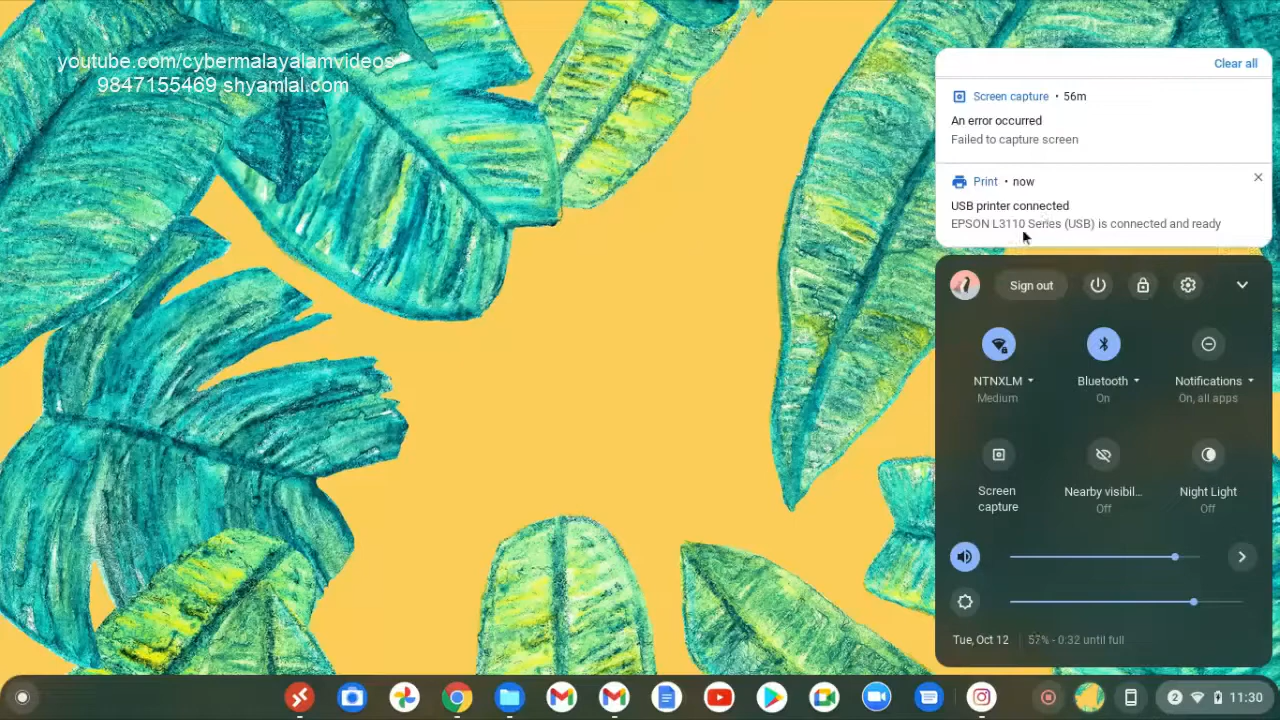 youtube.com/cybermalayalamvideos
9847155469 shyamlal.com
Clear all
Screen capture • 56m
An error occurred
Failed to capture screen
Print • now
USB printer connected
EPSON L3110 Series (USB) is connected and ready
Sign out
NTNXLM
Medium
Bluetooth
On
Notifications
On, all apps
Screen
capture
Nearby visibil...
Off
Night Light
Off
Tue, Oct 12
57% - 0:32 until full
2
11:30